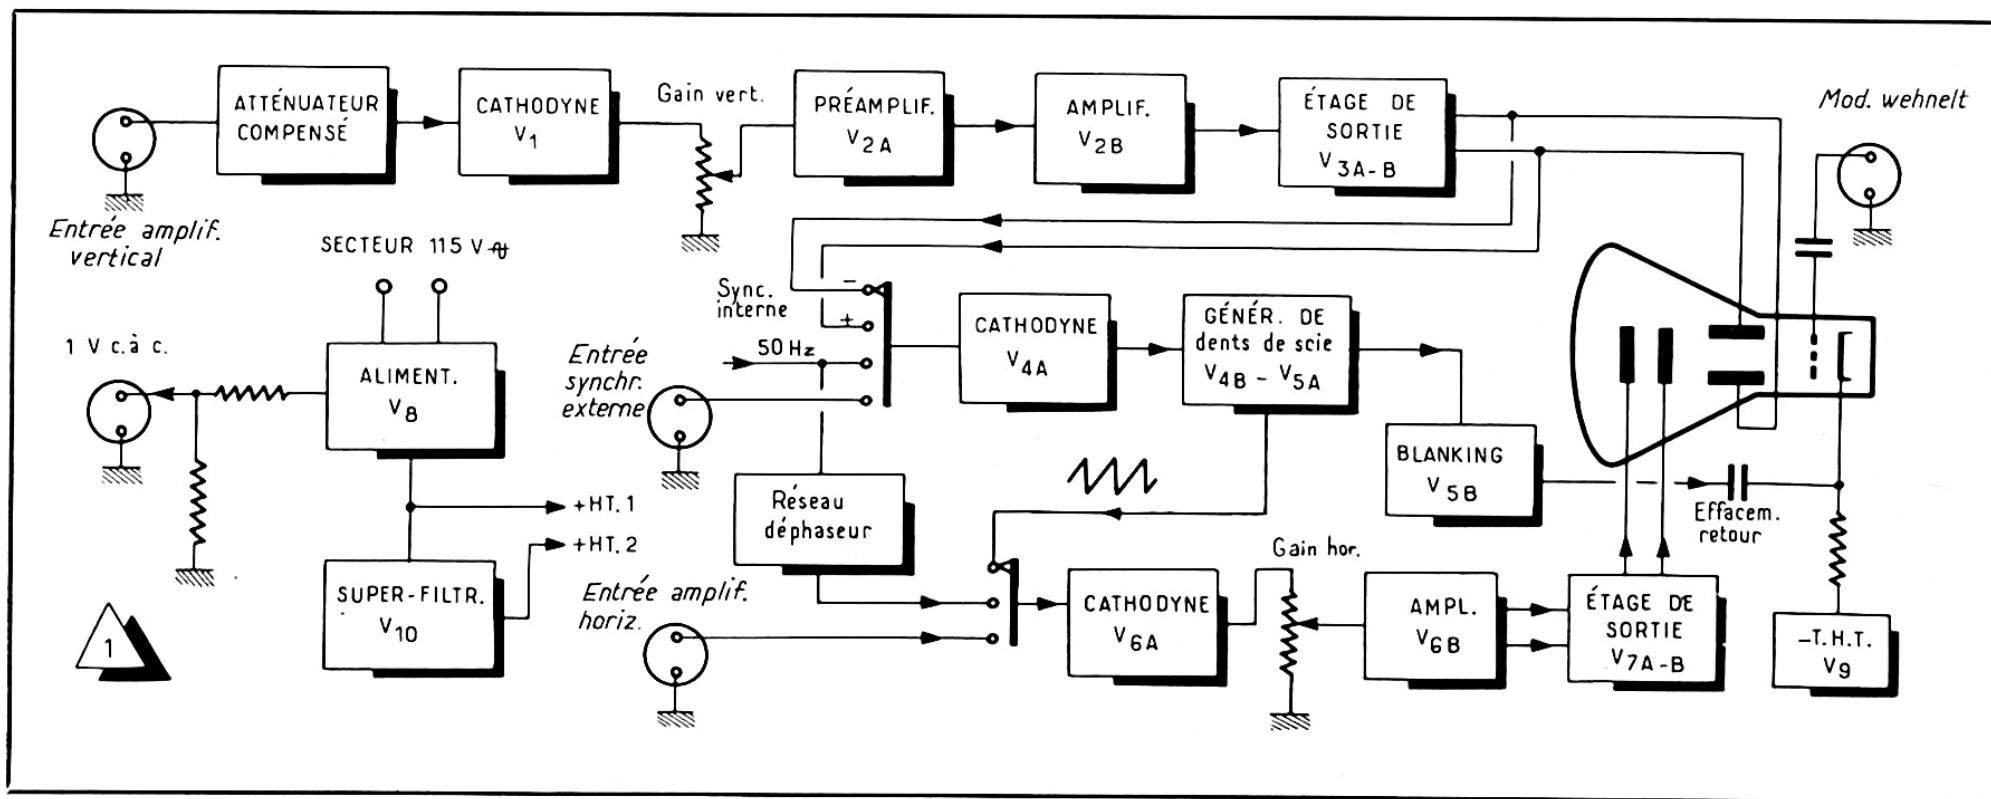 ATTÉNUATEUR
COMPENSÉ
CATHODYNE
V1
Gain vert.
PRÉAMPLIF.
V2A
AMPLIF.
V2B
ÉTAGE DE
SORTIE
V3A-B
Mod. wehnelt
Entrée amplif.
vertical
SECTEUR 115 V
Sync.
interne
–
+
50 Hz
CATHODYNE
V4A
GÉNÉR. DE
dents de scie
V4B – V5A
1 V c.à c.
ALIMENT.
V8
Entrée
synchr.
externe
BLANKING
V5B
Effacem.
retour
Réseau
déphaseur
+HT.1
+HT.2
SUPER-FILTR.
V10
Entrée amplif.
horiz.
CATHODYNE
V6A
Gain hor.
AMPL.
V6B
ÉTAGE DE
SORTIE
V7A-B
–T.H.T.
V9
1